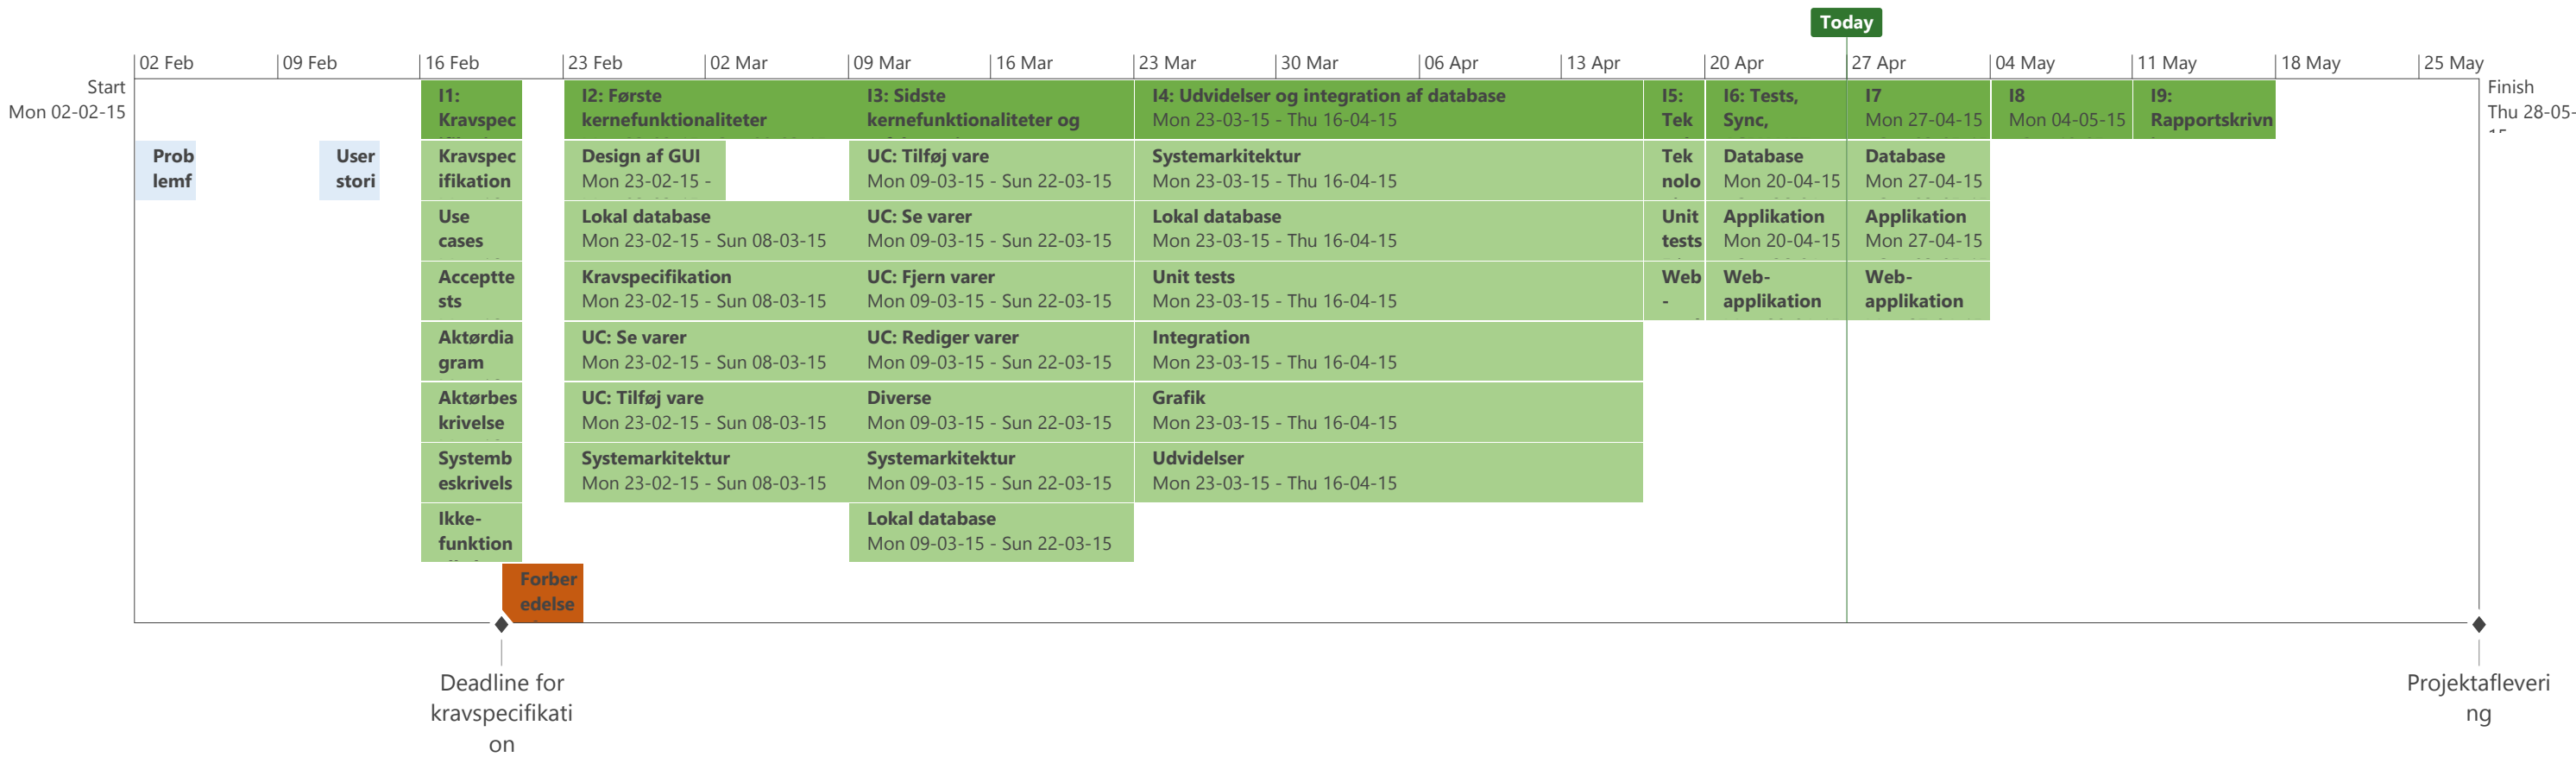 Today
02 Feb
09 Feb
16 Feb
23 Feb
02 Mar
09 Mar
16 Mar
23 Mar
30 Mar
06 Apr
13 Apr
20 Apr
27 Apr
04 May
11 May
18 May
25 May
Start
Mon 02-02-15
Finish
Thu 28-05-
I1:
Kravspec
I2: Første
kernefunktionaliteter
I3: Sidste
kernefunktionaliteter og
I4: Udvidelser og integration af database
Mon 23-03-15 - Thu 16-04-15
I5:
Tek
I6: Tests,
Sync,
I7
Mon 27-04-15
I8
Mon 04-05-15
I9:
Rapportskrivn
Prob
lemf
User
stori
Kravspec
ifikation
Design af GUI
Mon 23-02-15 -
UC: Tilføj vare
Mon 09-03-15 - Sun 22-03-15
Systemarkitektur
Mon 23-03-15 - Thu 16-04-15
Tek
nolo
Database
Mon 20-04-15
Database
Mon 27-04-15
Use
cases
Lokal database
Mon 23-02-15 - Sun 08-03-15
UC: Se varer
Mon 09-03-15 - Sun 22-03-15
Lokal database
Mon 23-03-15 - Thu 16-04-15
Unit
tests
Applikation
Mon 20-04-15
Applikation
Mon 27-04-15
Acceptte
sts
Kravspecifikation
Mon 23-02-15 - Sun 08-03-15
UC: Fjern varer
Mon 09-03-15 - Sun 22-03-15
Unit tests
Mon 23-03-15 - Thu 16-04-15
Web
-
Web-
applikation
Web-
applikation
Aktørdia
gram
UC: Se varer
Mon 23-02-15 - Sun 08-03-15
UC: Rediger varer
Mon 09-03-15 - Sun 22-03-15
Integration
Mon 23-03-15 - Thu 16-04-15
Aktørbes
krivelse
UC: Tilføj vare
Mon 23-02-15 - Sun 08-03-15
Diverse
Mon 09-03-15 - Sun 22-03-15
Grafik
Mon 23-03-15 - Thu 16-04-15
Systemb
eskrivels
Systemarkitektur
Mon 23-02-15 - Sun 08-03-15
Systemarkitektur
Mon 09-03-15 - Sun 22-03-15
Udvidelser
Mon 23-03-15 - Thu 16-04-15
Ikke-
funktion
Lokal database
Mon 09-03-15 - Sun 22-03-15
Forber
edelse
Deadline for
kravspecifikati
on
Projektafleveri
ng